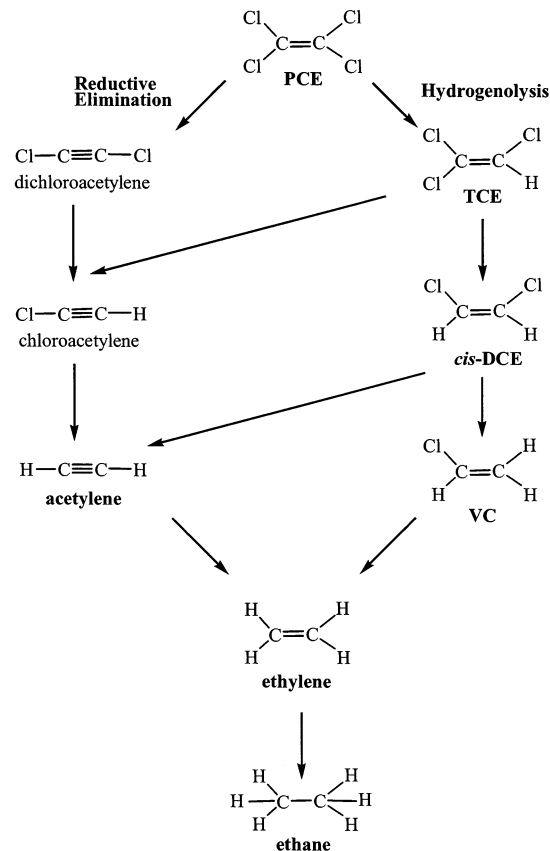 Cl Cl
C=C
Cl Cl
PCE
Reductive
Elimination
Hydrogenolysis
Cl—C≡C—Cl
dichloroacetylene
Cl Cl
C=C
Cl H
TCE
Cl—C≡C—H
chloroacetylene
Cl Cl
C=C
H H
cis-DCE
H—C≡C—H
acetylene
Cl H
C=C
H H
VC
H H
C=C
H H
ethylene
H H
H—C—C—H
H H
ethane